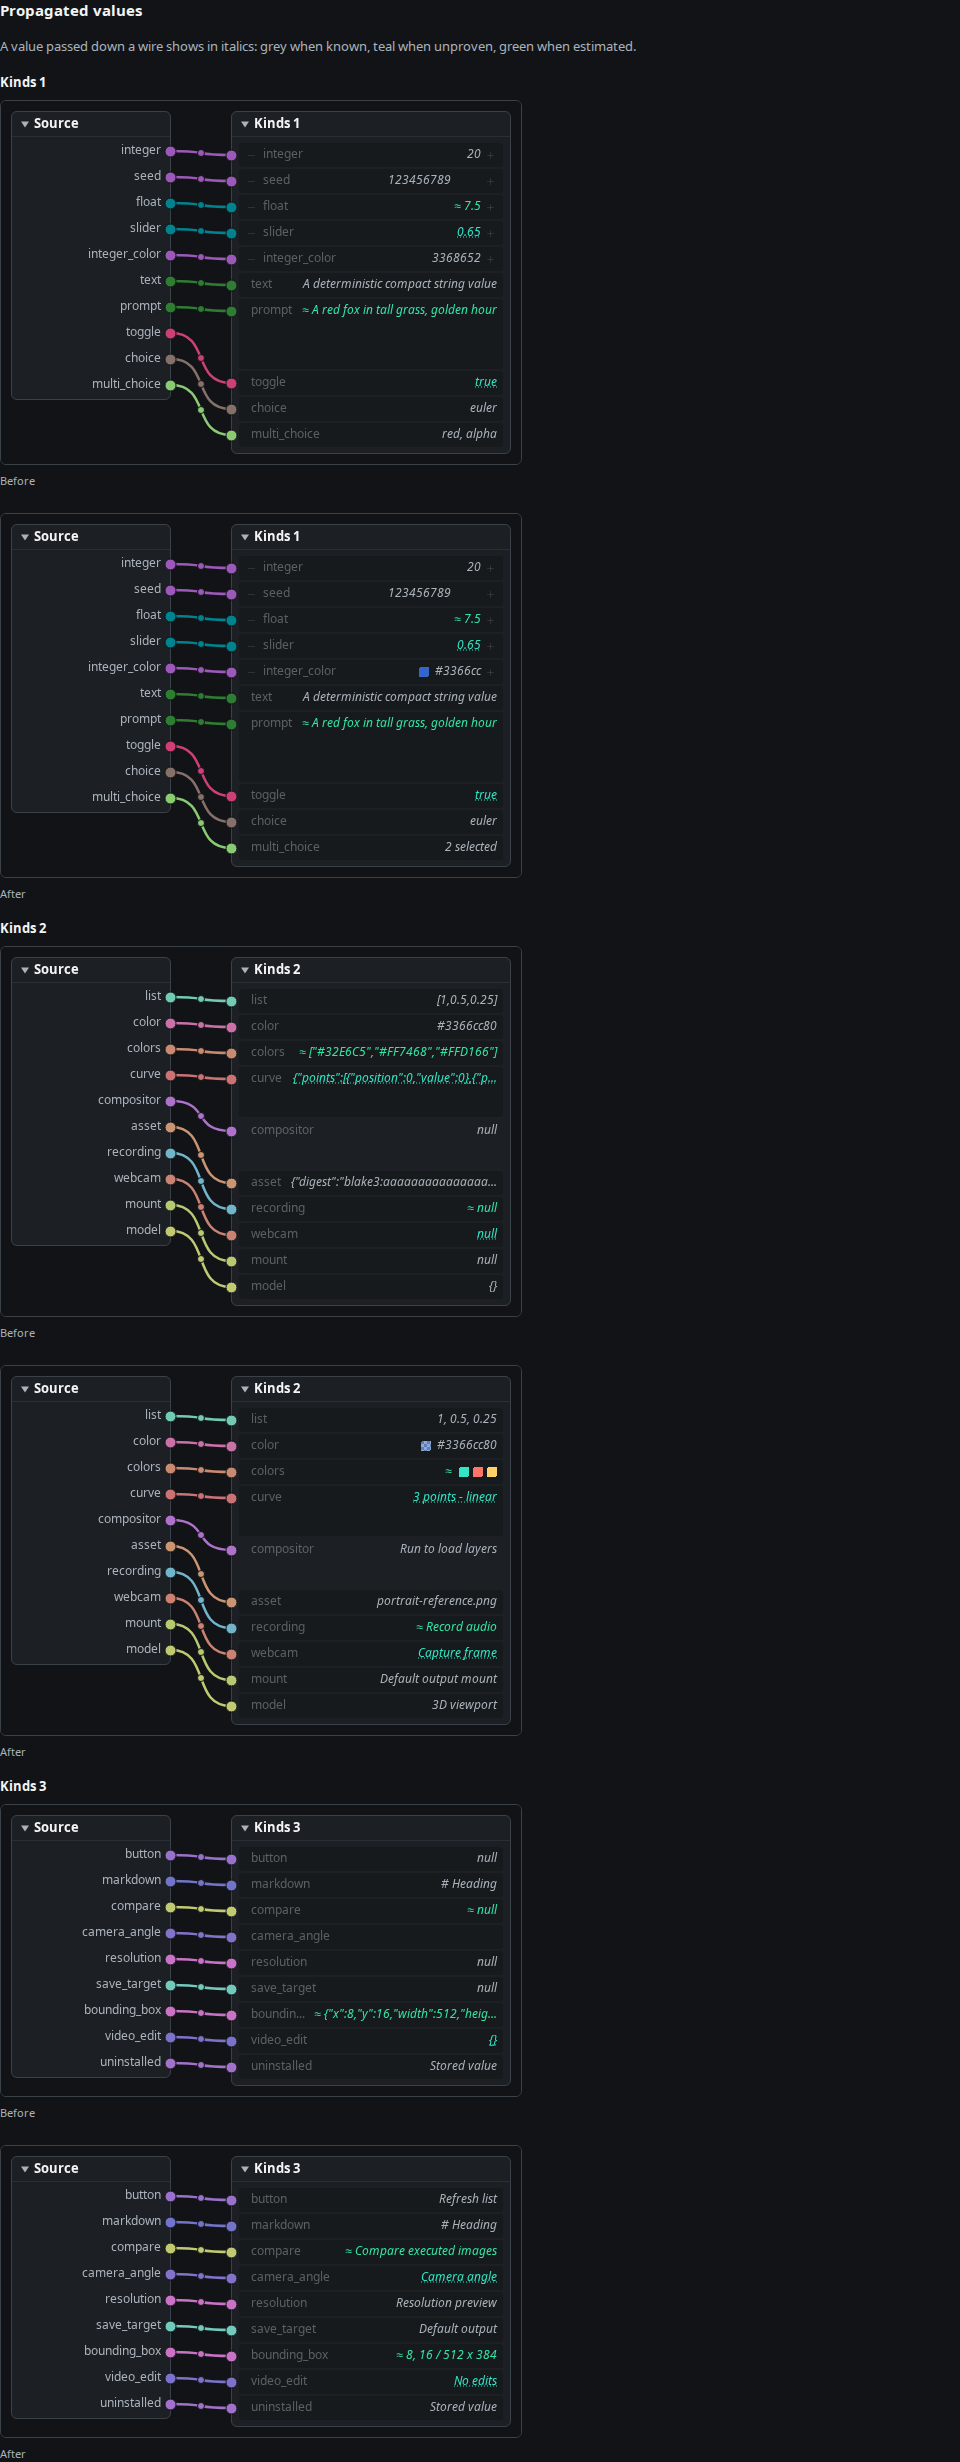 Propagated values
A value passed down a wire shows in italics: grey when known, teal when unproven, green when estimated.
Kinds 1
Source
Kinds 1
integer
integer 20
seed
seed 123456789
float
float ≈ 7.5
slider
slider 0.65
integer_color
integer_color 3368652
text
text A deterministic compact string value
prompt
prompt ≈ A red fox in tall grass, golden hour
toggle
choice
multi_choice
toggle true
choice euler
multi_choice red, alpha
Before
Source
Kinds 1
integer
integer 20
seed
seed 123456789
float
float ≈ 7.5
slider
slider 0.65
integer_color
integer_color #3366cc
text
text A deterministic compact string value
prompt
prompt ≈ A red fox in tall grass, golden hour
toggle
choice
multi_choice
toggle true
choice euler
multi_choice 2 selected
After
Kinds 2
Source
Kinds 2
list
list [1,0.5,0.25]
color
color #3366cc80
colors
colors ≈ ["#32E6C5","#FF7468","#FFD166"]
curve
curve {"points":[{"position":0,"value":0},{"p...
compositor
compositor null
asset
recording
webcam
asset {"digest":"blake3:aaaaaaaaaaaaaaa...
mount
recording ≈ null
model
webcam null
mount null
model {}
Before
Source
Kinds 2
list
list 1, 0.5, 0.25
color
color #3366cc80
colors
colors ≈
curve
curve 3 points - linear
compositor
compositor Run to load layers
asset
recording
webcam
asset portrait-reference.png
mount
recording ≈ Record audio
model
webcam Capture frame
mount Default output mount
model 3D viewport
After
Kinds 3
Source
Kinds 3
button
button null
markdown
markdown # Heading
compare
compare ≈ null
camera_angle
camera_angle
resolution
resolution null
save_target
save_target null
bounding_box
boundin... ≈ {"x":8,"y":16,"width":512,"heig...
video_edit
video_edit {}
uninstalled
uninstalled Stored value
Before
Source
Kinds 3
button
button Refresh list
markdown
markdown # Heading
compare
compare ≈ Compare executed images
camera_angle
camera_angle Camera angle
resolution
resolution Resolution preview
save_target
save_target Default output
bounding_box
bounding_box ≈ 8, 16 / 512 x 384
video_edit
video_edit No edits
uninstalled
uninstalled Stored value
After